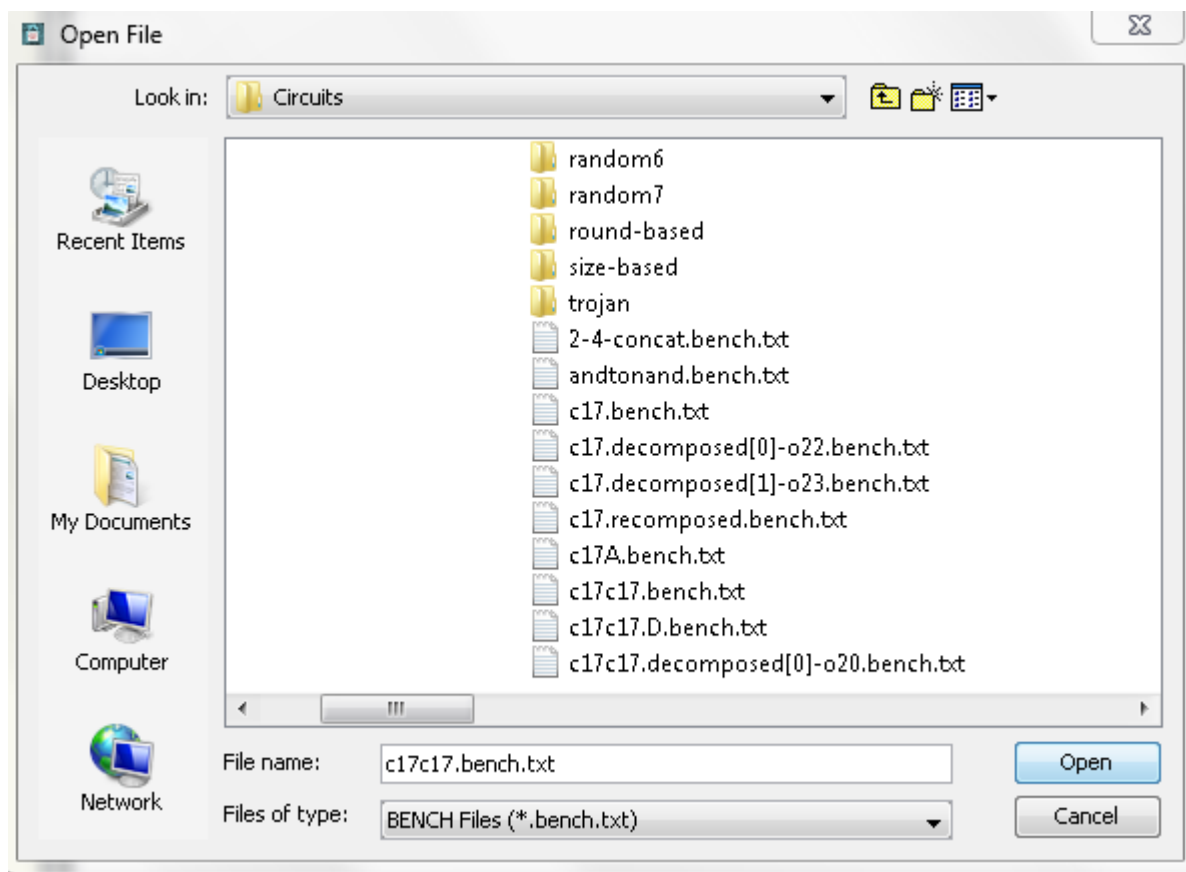 Open File
Look in:
Circuits
random6
random7
round-based
size-based
trojan
2-4-concat.bench.txt
andtonand.bench.txt
c17.bench.txt
c17.decomposed[0]-o22.bench.txt
c17.decomposed[1]-o23.bench.txt
c17.recomposed.bench.txt
c17A.bench.txt
c17c17.bench.txt
c17c17.D.bench.txt
c17c17.decomposed[0]-o20.bench.txt
Recent Items
Desktop
My Documents
Computer
Network
File name:
c17c17.bench.txt
Open
Files of type:
BENCH Files (*.bench.txt)
Cancel